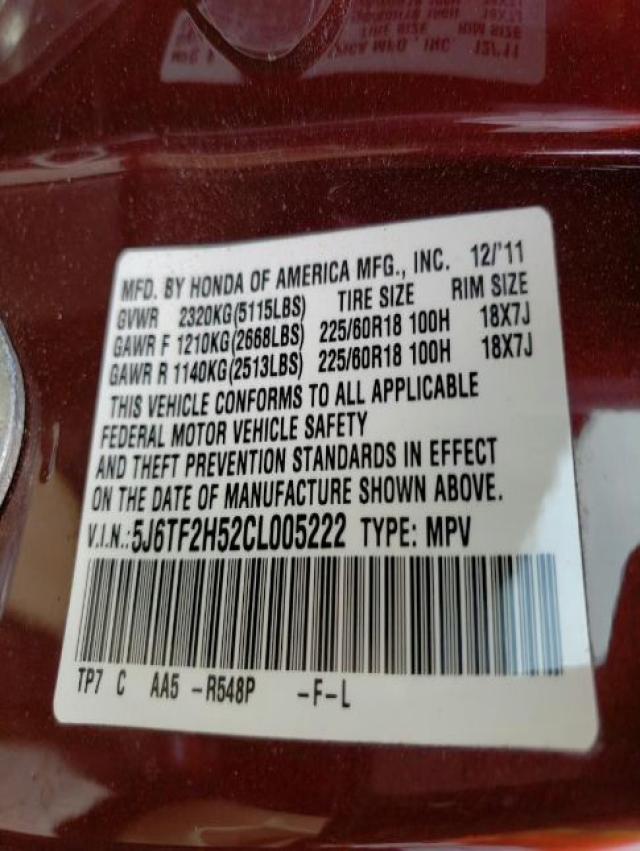 MFD. BY HONDA OF AMERICA MFG., INC. 12/'11
GVWR 2320KG(5115LBS) TIRE SIZE RIM SIZE
GAWR F 1210KG(2668LBS) 225/60R18 100H 18X7J
GAWR R 1140KG(2513LBS) 225/60R18 100H 18X7J
THIS VEHICLE CONFORMS TO ALL APPLICABLE
FEDERAL MOTOR VEHICLE SAFETY
AND THEFT PREVENTION STANDARDS IN EFFECT
ON THE DATE OF MANUFACTURE SHOWN ABOVE.
V.I.N.:5J6TF2H52CL005222 TYPE: MPV
TP7 C AA5 -R548P -F-L